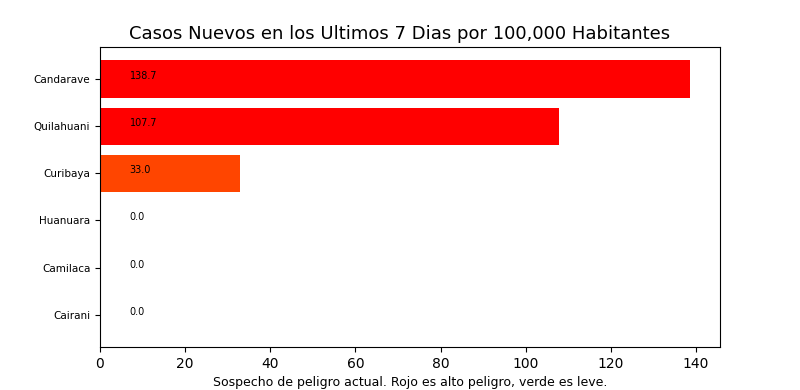 Casos Nuevos en los Ultimos 7 Dias por 100,000 Habitantes
Candarave 138.7
Quilahuani 107.7
Curibaya 33.0
Huanuara 0.0
Camilaca 0.0
Cairani 0.0
0 20 40 60 80 100 120 140
Sospecho de peligro actual. Rojo es alto peligro, verde es leve.